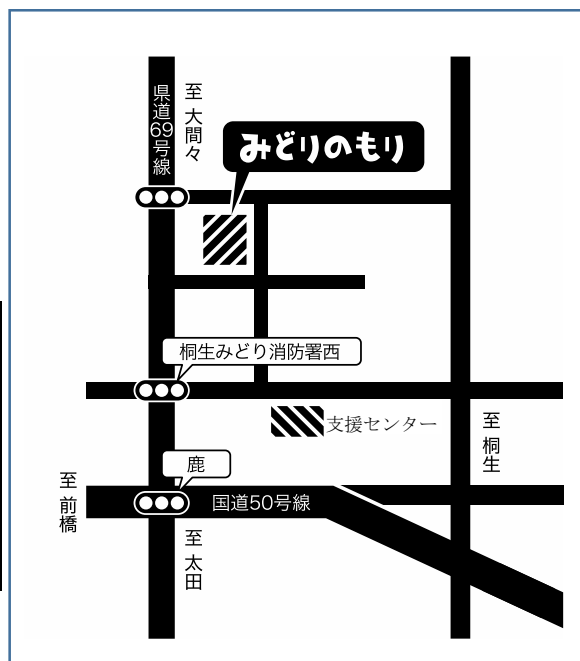 県道69号線
至 大間々
みどりのもり
桐生みどり消防署西
支援センター
至 桐生
鹿
至 前橋
国道50号線
至 太田